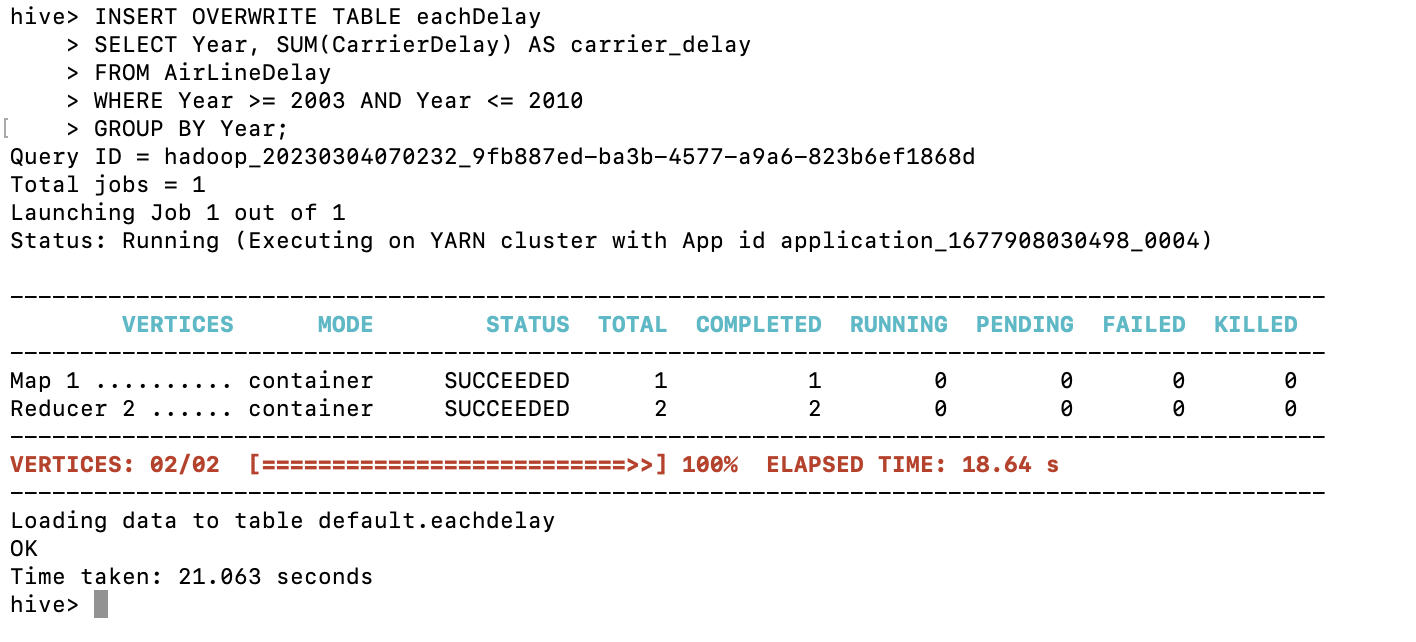 hive> INSERT OVERWRITE TABLE eachDelay
    > SELECT Year, SUM(CarrierDelay) AS carrier_delay
    > FROM AirLineDelay
    > WHERE Year >= 2003 AND Year <= 2010
[    > GROUP BY Year;
Query ID = hadoop_20230304070232_9fb887ed-ba3b-4577-a9a6-823b6ef1868d
Total jobs = 1
Launching Job 1 out of 1
Status: Running (Executing on YARN cluster with App id application_1677908030498_0004)
----------------------------------------------------------------------------------------------
        VERTICES      MODE        STATUS  TOTAL  COMPLETED  RUNNING  PENDING  FAILED  KILLED
----------------------------------------------------------------------------------------------
Map 1 .......... container     SUCCEEDED      1          1        0        0       0       0
Reducer 2 ...... container     SUCCEEDED      2          2        0        0       0       0
----------------------------------------------------------------------------------------------
VERTICES: 02/02  [==========================>>] 100%  ELAPSED TIME: 18.64 s
----------------------------------------------------------------------------------------------
Loading data to table default.eachdelay
OK
Time taken: 21.063 seconds
hive>